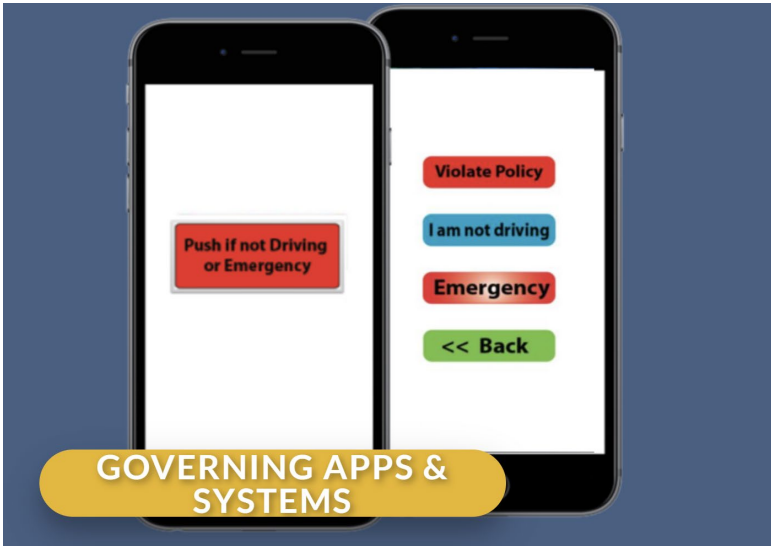 Push if not Driving
or Emergency
Violate Policy
I am not driving
Emergency
<< Back
GOVERNING APPS &
SYSTEMS